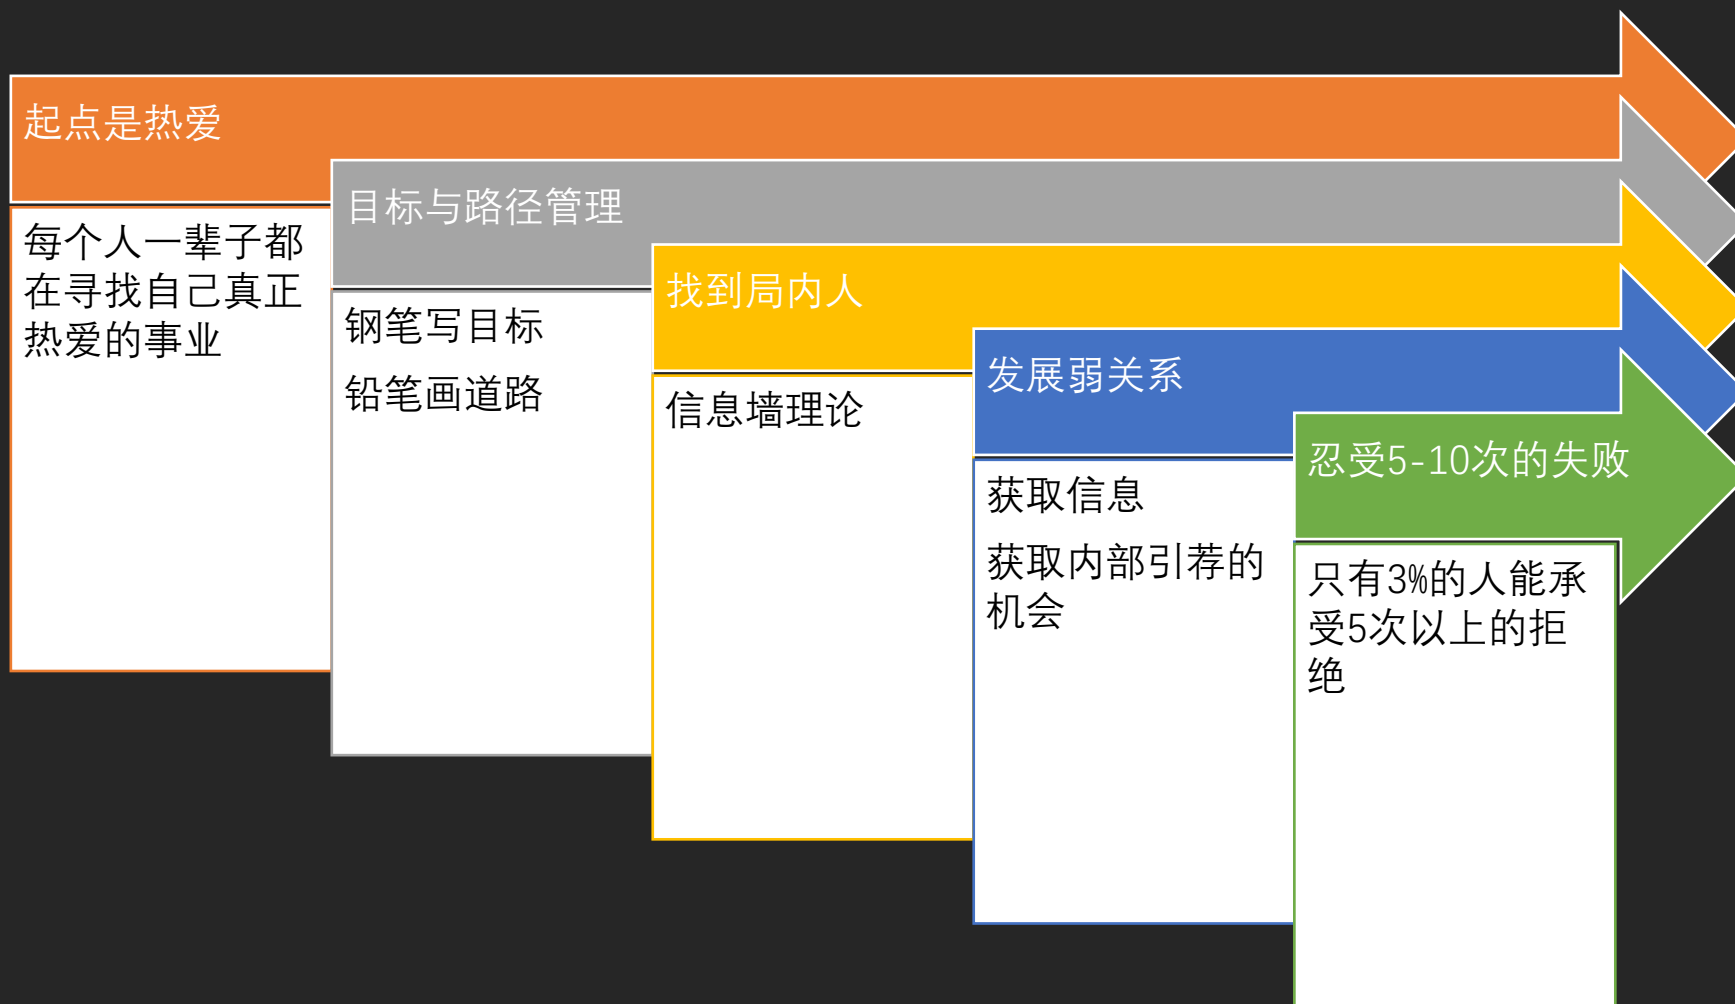 起点是热爱
每个人一辈子都
在寻找自己真正
热爱的事业
目标与路径管理
钢笔写目标
铅笔画道路
找到局内人
信息墙理论
发展弱关系
获取信息
获取内部引荐的
机会
忍受5-10次的失败
只有3%的人能承
受5次以上的拒
绝